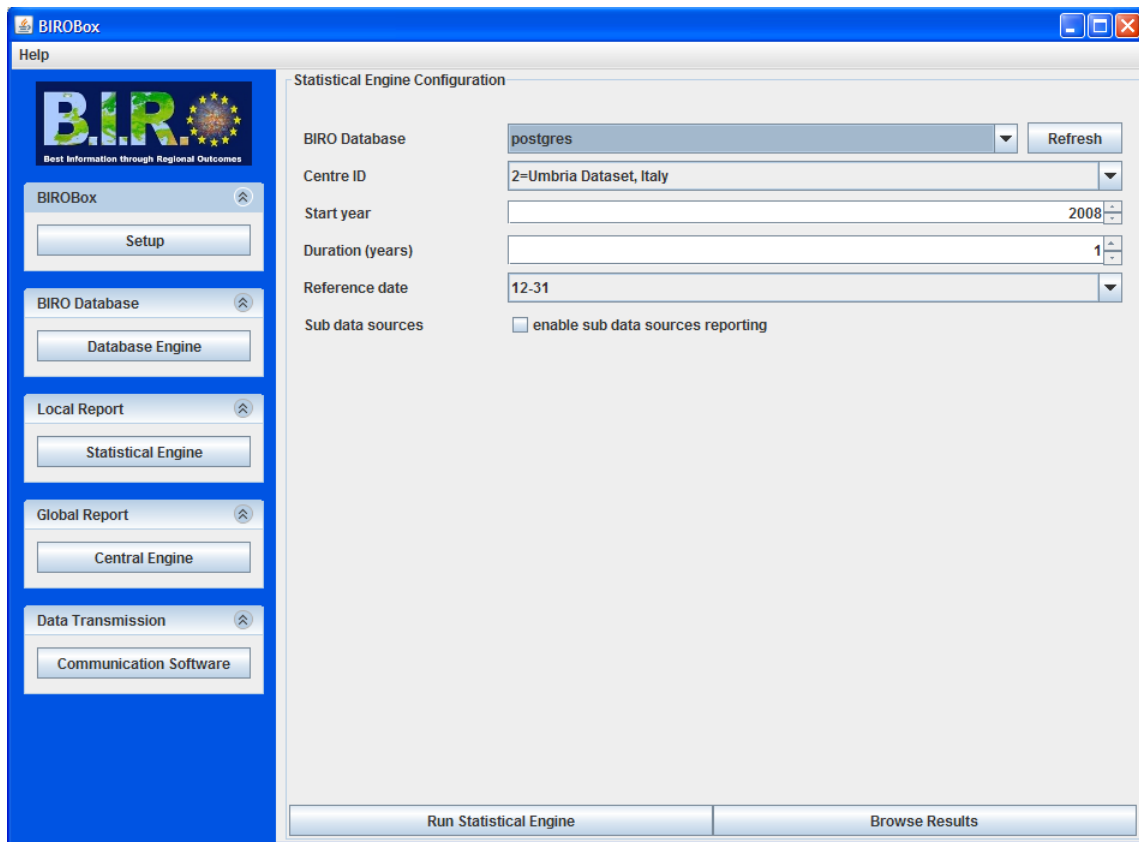 BIROBox
Help
B.I.R.O
Best Information through Regional Outcomes
BIROBox
Setup
BIRO Database
Database Engine
Local Report
Statistical Engine
Global Report
Central Engine
Data Transmission
Communication Software
Statistical Engine Configuration
BIRO Database postgres Refresh
Centre ID 2=Umbria Dataset, Italy
Start year 2008
Duration (years) 1
Reference date 12-31
Sub data sources enable sub data sources reporting
Run Statistical Engine Browse Results